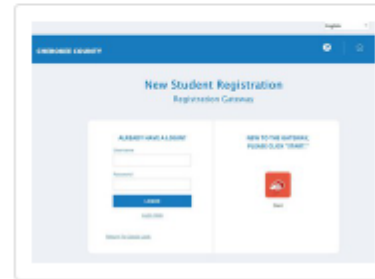 English
CHEROKEE COUNTY
New Student Registration
Registration Gateway
ALREADY HAVE A LOGIN?
Username
Password
LOGIN
NEW TO THE GATEWAY,
PLEASE CLICK "START."
Start